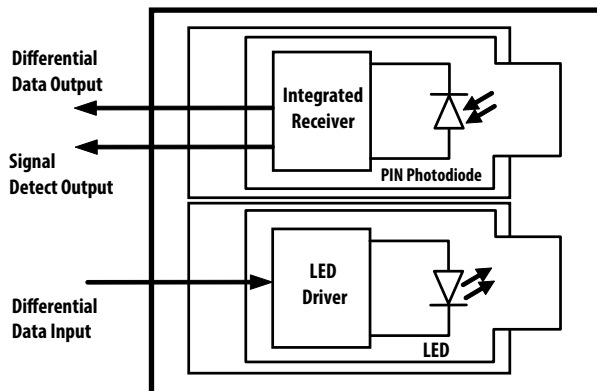 Differential
Data Output
Integrated
Receiver
Signal
Detect Output
PIN Photodiode
LED
Driver
Differential
Data Input
LED